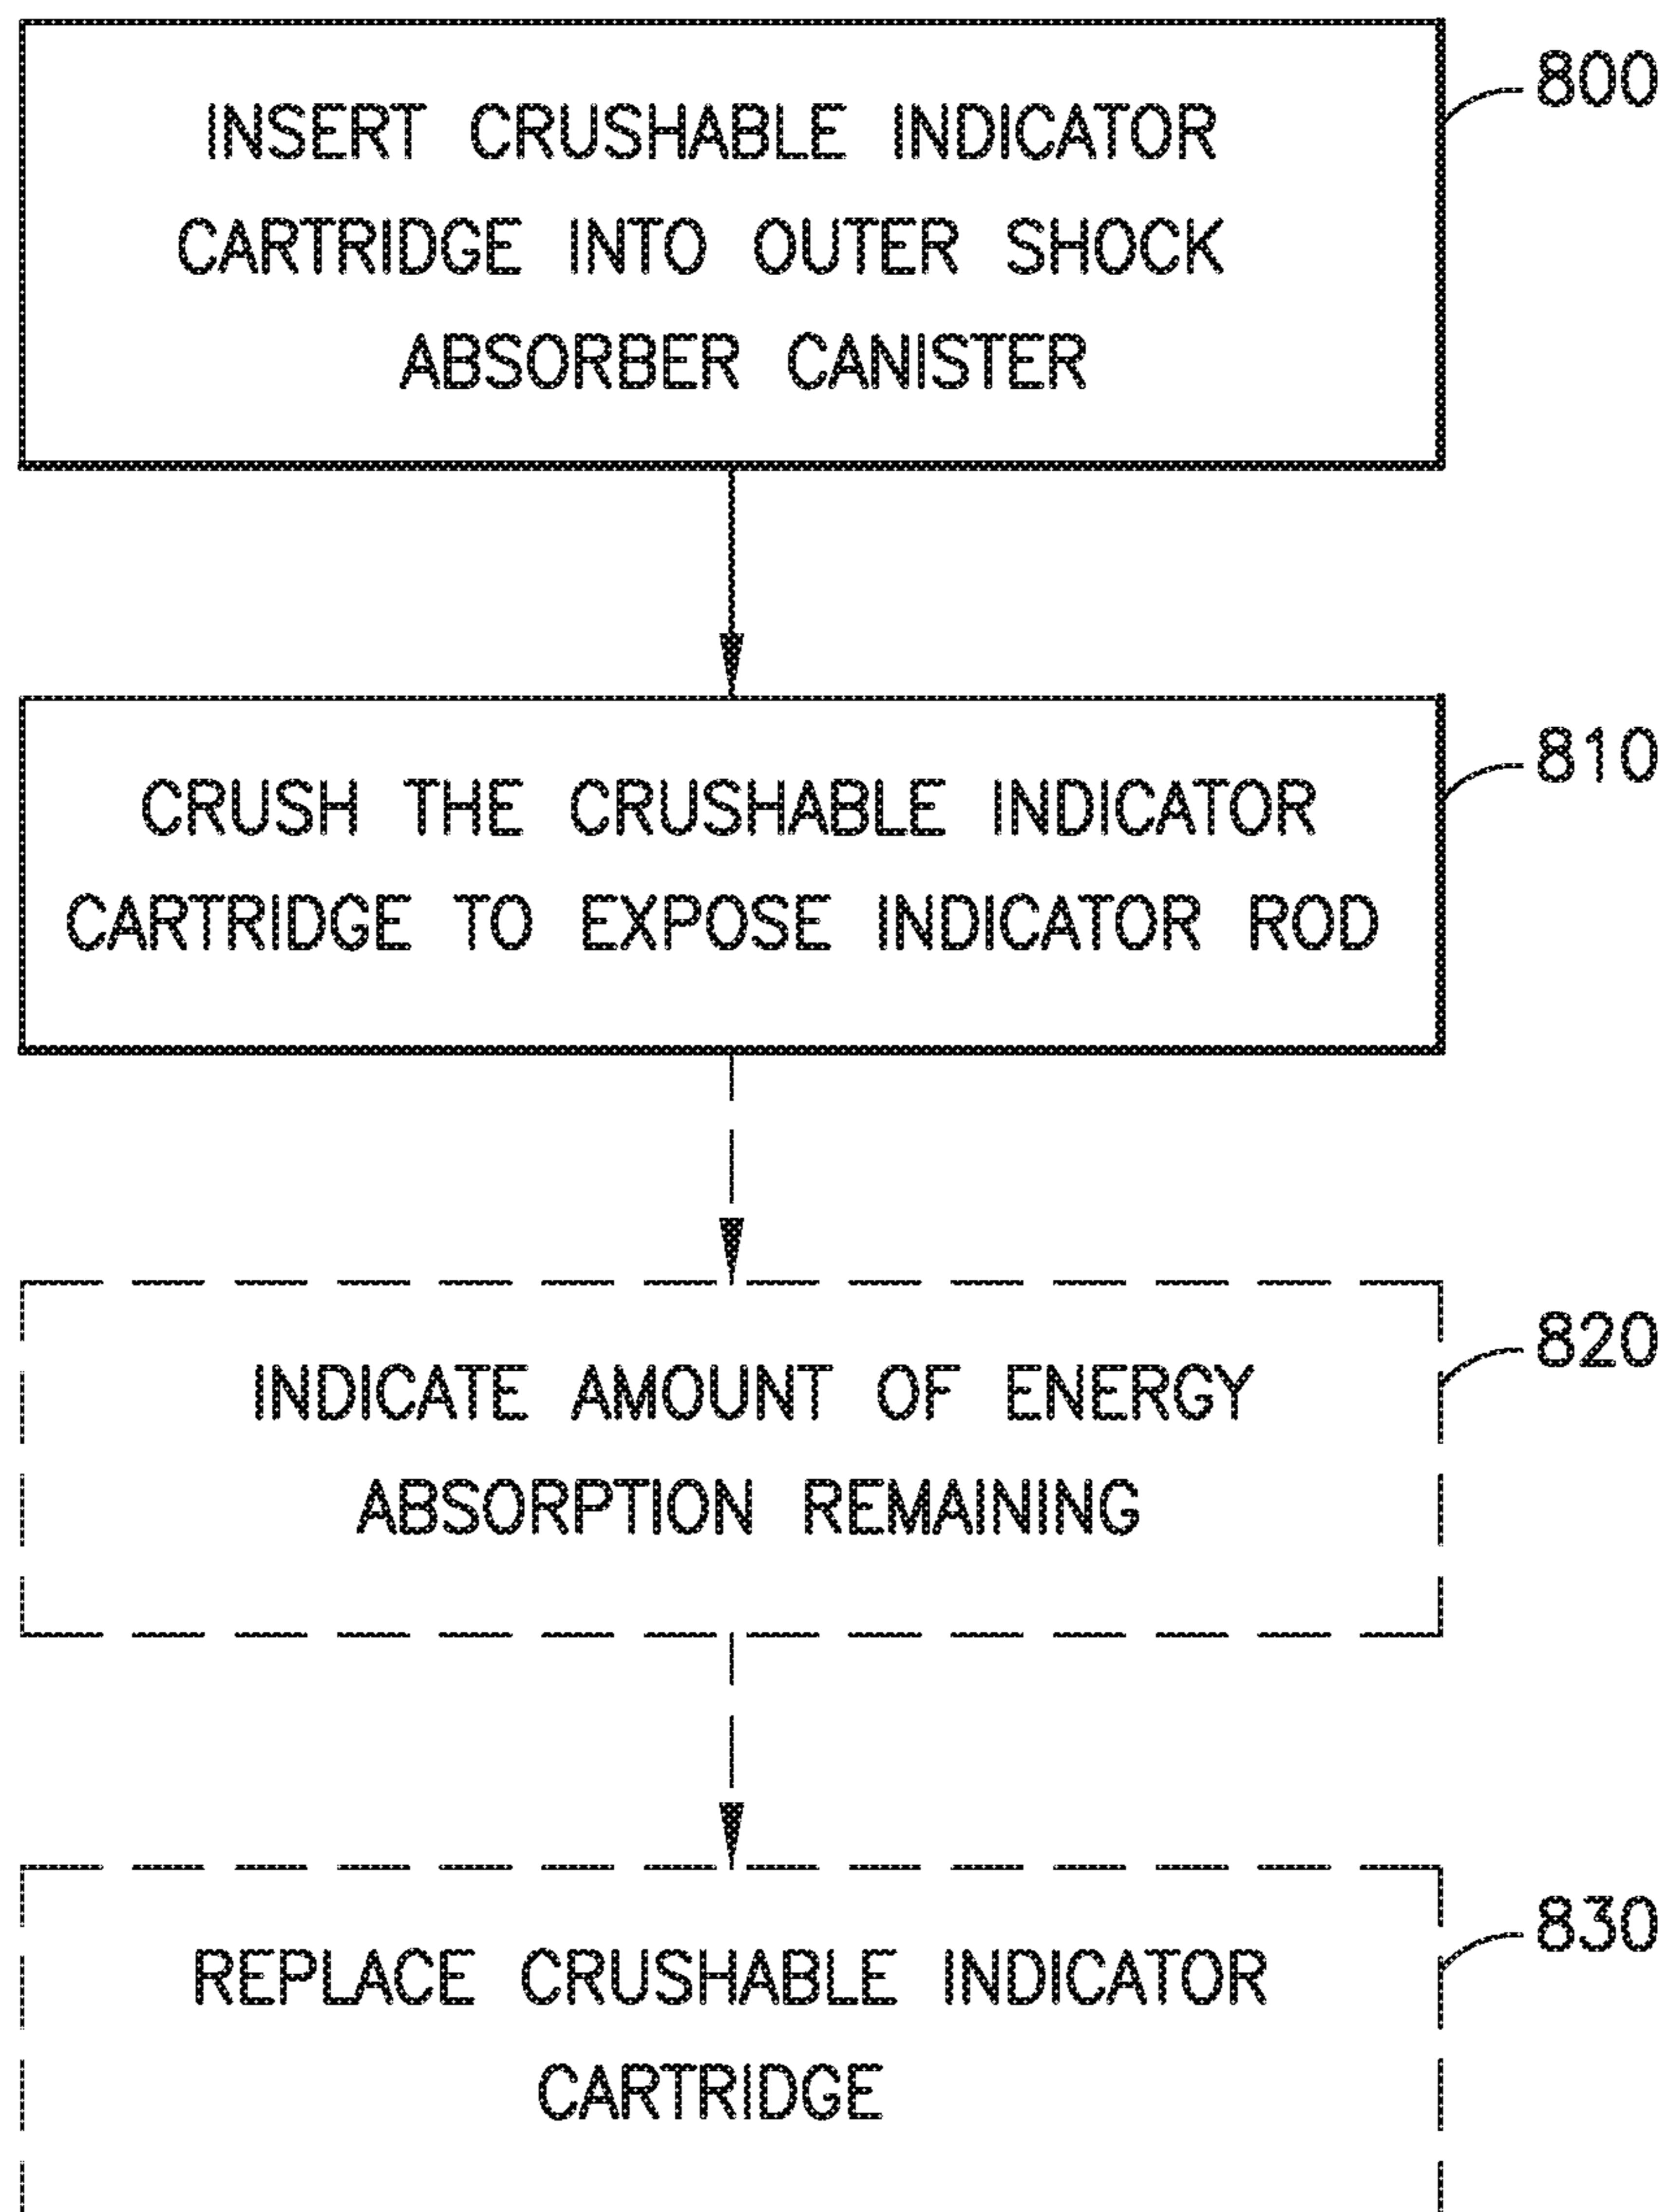 INSERT CRUSHABLE INDICATOR
CARTRIDGE INTO OUTER SHOCK
ABSORBER CANISTER
800
CRUSH THE CRUSHABLE INDICATOR
CARTRIDGE TO EXPOSE INDICATOR ROD
810
INDICATE AMOUNT OF ENERGY
ABSORPTION REMAINING
820
REPLACE CRUSHABLE INDICATOR
CARTRIDGE
830